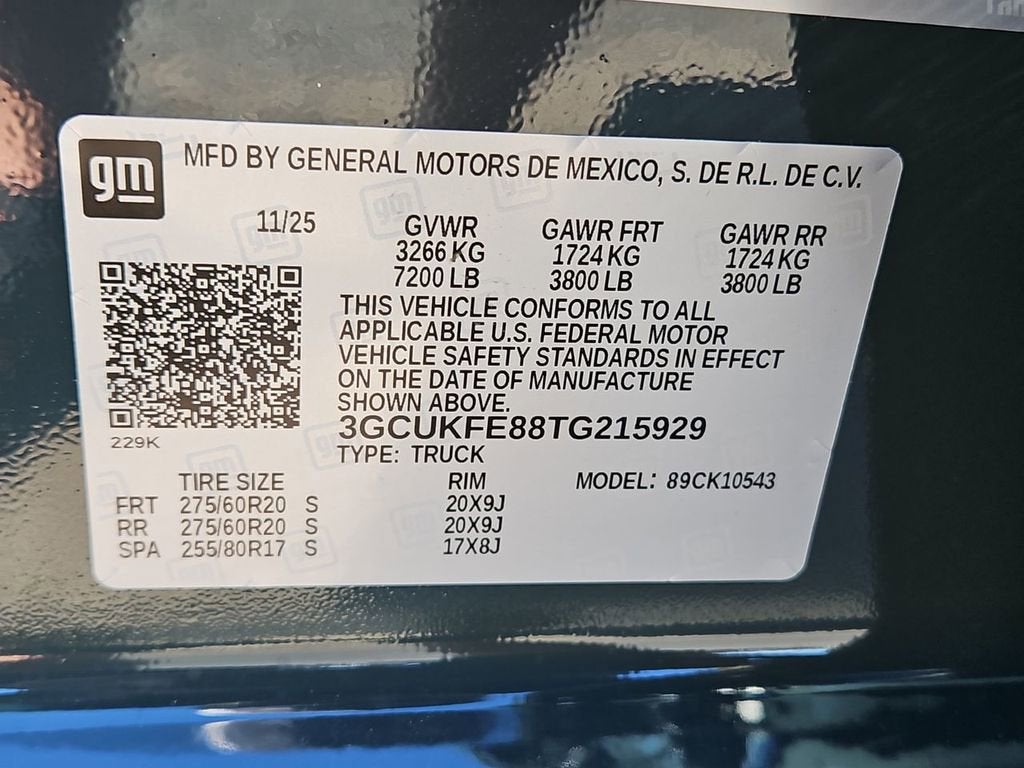 gm MFD BY GENERAL MOTORS DE MEXICO, S. DE R.L. DE C.V.
11/25 GVWR GAWR FRT GAWR RR
3266 KG 1724 KG 1724 KG
7200 LB 3800 LB 3800 LB
THIS VEHICLE CONFORMS TO ALL
APPLICABLE U.S. FEDERAL MOTOR
VEHICLE SAFETY STANDARDS IN EFFECT
ON THE DATE OF MANUFACTURE
SHOWN ABOVE.
229K 3GCUKFE88TG215929
TYPE: TRUCK
TIRE SIZE RIM MODEL: 89CK10543
FRT 275/60R20 S 20X9J
RR 275/60R20 S 20X9J
SPA 255/80R17 S 17X8J